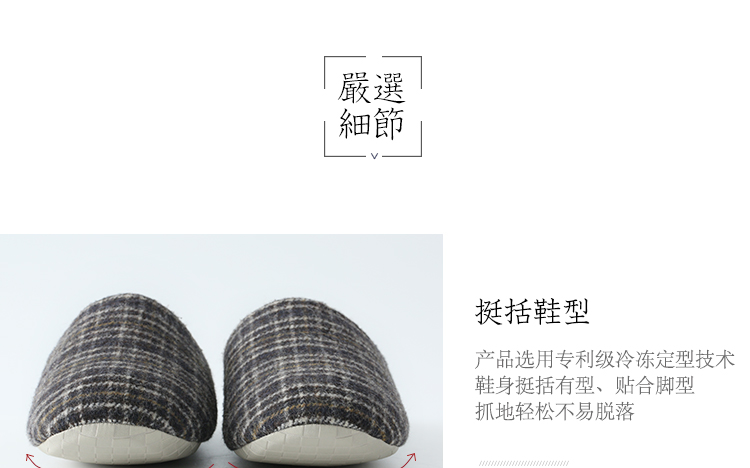 嚴選
細節
挺括鞋型
产品选用专利级冷冻定型技术
鞋身挺括有型、贴合脚型
抓地轻松不易脱落